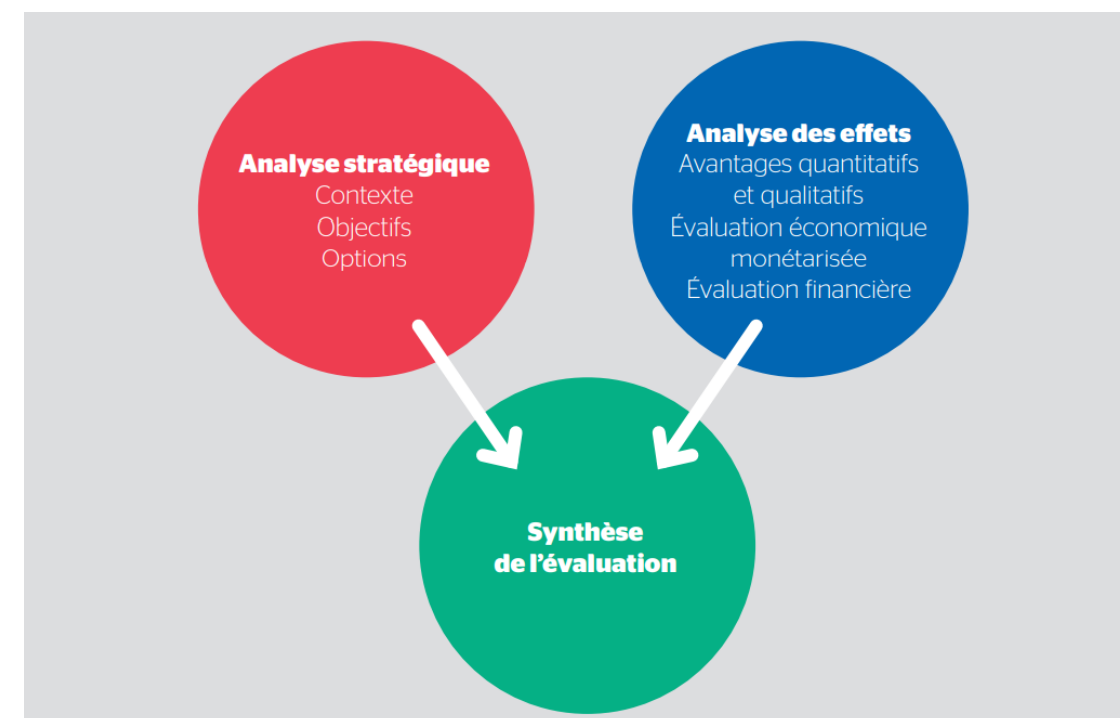 Analyse stratégique
Contexte
Objectifs
Options
Analyse des effets
Avantages quantitatifs
et qualitatifs
Évaluation économique
monétarisée
Évaluation financière
Synthèse
de l’évaluation